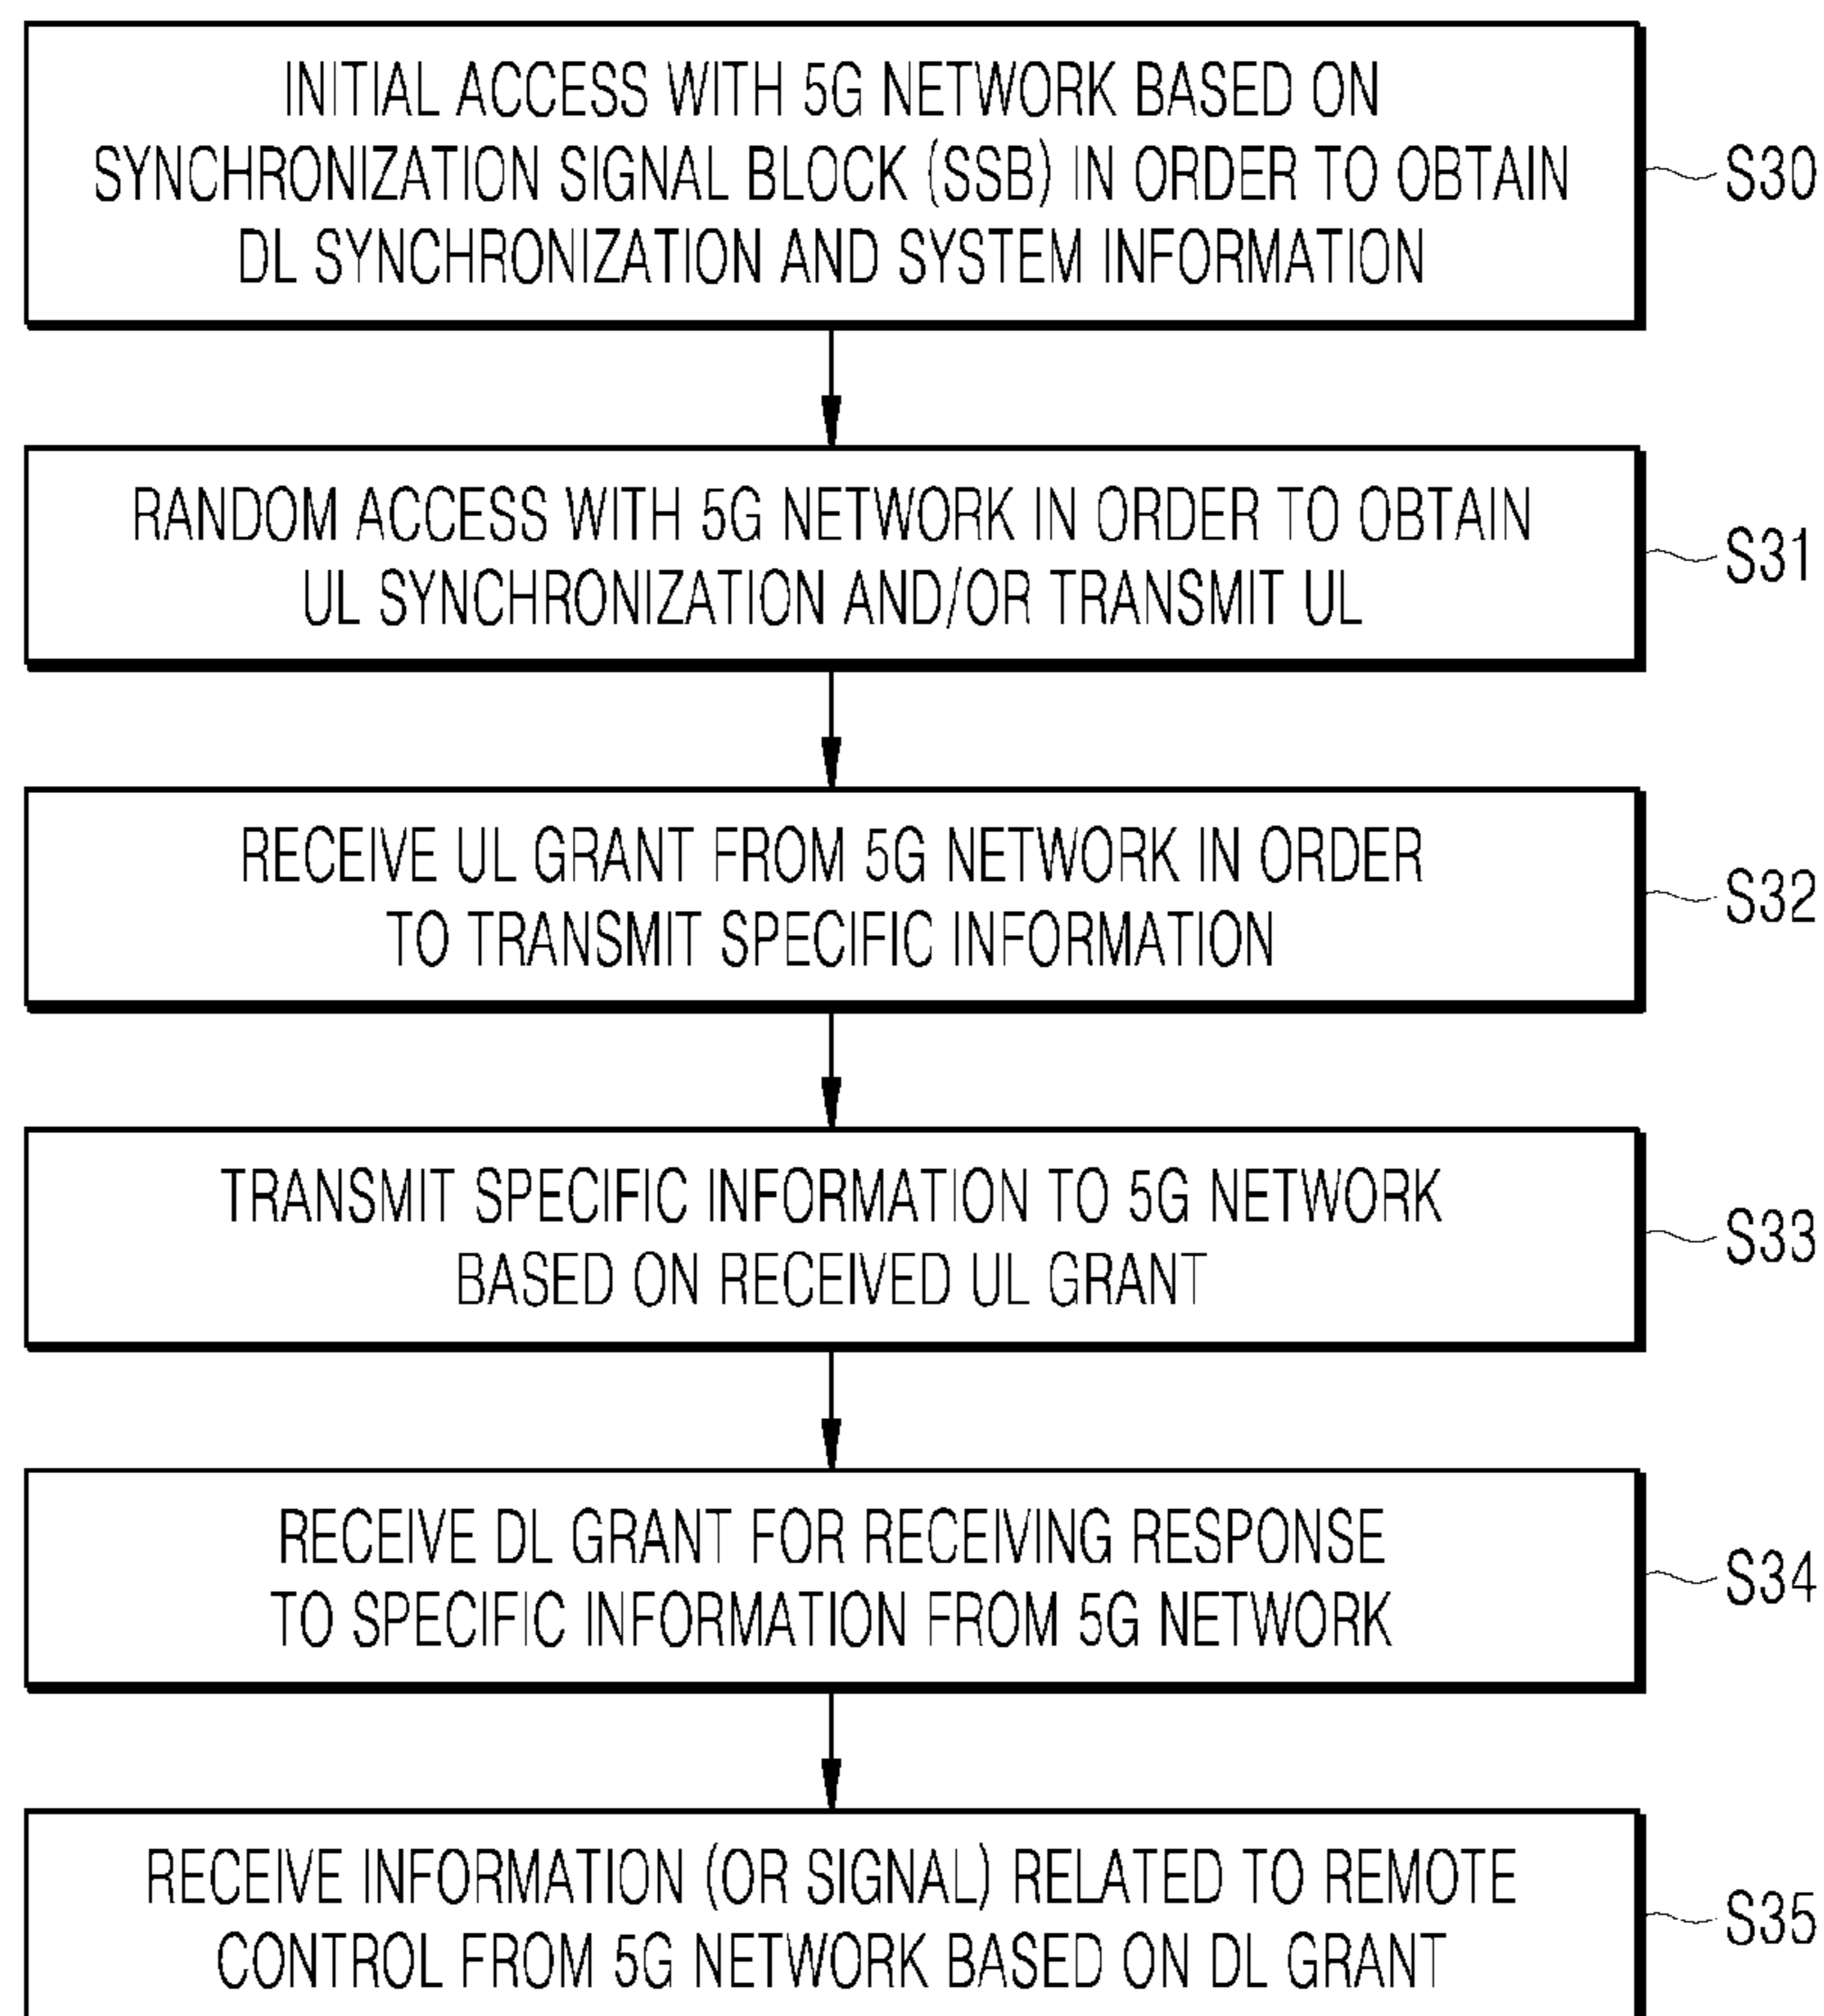 INITIAL ACCESS WITH 5G NETWORK BASED ON
SYNCHRONIZATION SIGNAL BLOCK (SSB) IN ORDER TO OBTAIN
DL SYNCHRONIZATION AND SYSTEM INFORMATION
S30
RANDOM ACCESS WITH 5G NETWORK IN ORDER TO OBTAIN
UL SYNCHRONIZATION AND/OR TRANSMIT UL
S31
RECEIVE UL GRANT FROM 5G NETWORK IN ORDER
TO TRANSMIT SPECIFIC INFORMATION
S32
TRANSMIT SPECIFIC INFORMATION TO 5G NETWORK
BASED ON RECEIVED UL GRANT
S33
RECEIVE DL GRANT FOR RECEIVING RESPONSE
TO SPECIFIC INFORMATION FROM 5G NETWORK
S34
RECEIVE INFORMATION (OR SIGNAL) RELATED TO REMOTE
CONTROL FROM 5G NETWORK BASED ON DL GRANT
S35